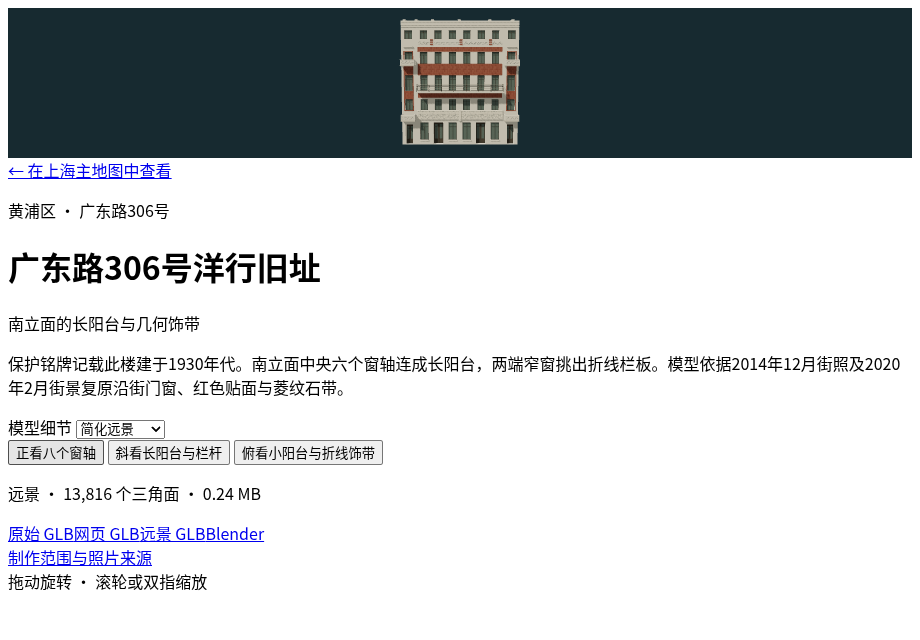 ← 在上海主地图中查看
黄浦区 · 广东路306号
广东路306号洋行旧址
南立面的长阳台与几何饰带
保护铭牌记载此楼建于1930年代。南立面中央六个窗轴连成长阳台，两端窄窗挑出折线栏板。模型依据2014年12月街照及2020
年2月街景复原沿街门窗、红色贴面与菱纹石带。
模型细节 简化远景
正看八个窗轴 斜看长阳台与栏杆 俯看小阳台与折线饰带
远景 · 13,816 个三角面 · 0.24 MB
原始 GLB网页 GLB远景 GLBBlender
制作范围与照片来源
拖动旋转 · 滚轮或双指缩放